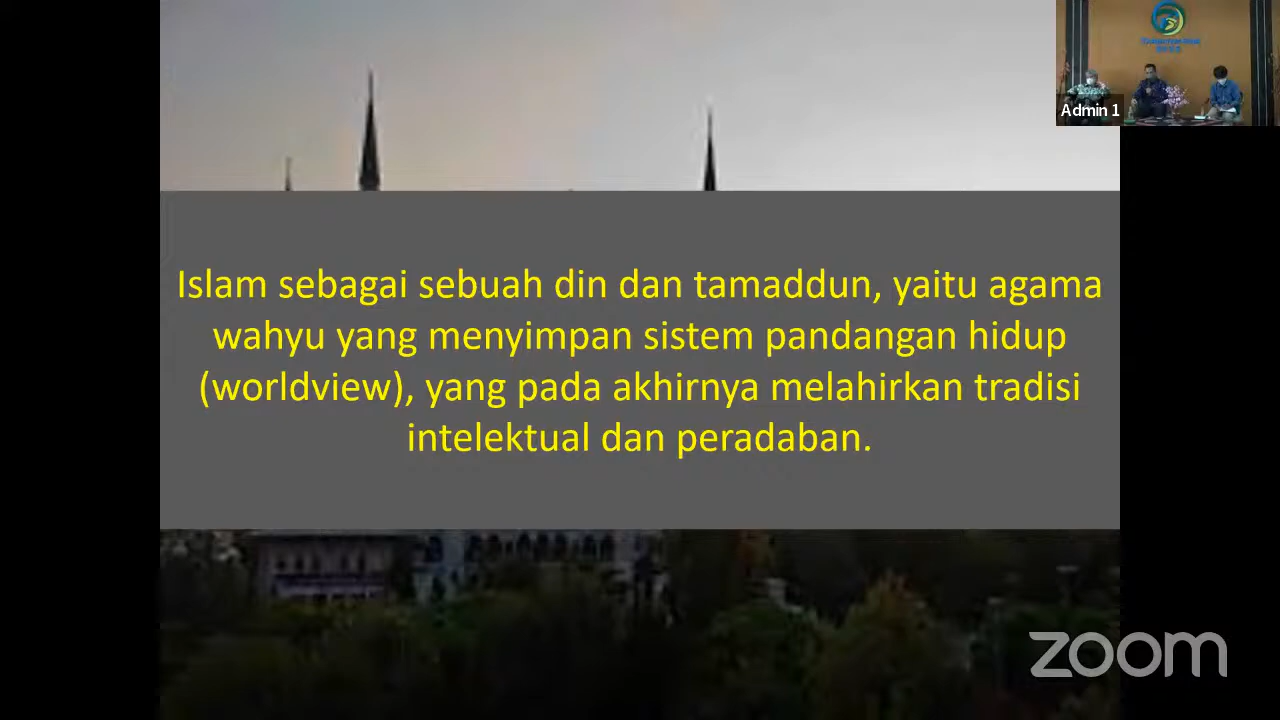 Admin 1
Islam sebagai sebuah din dan tamaddun, yaitu agama
wahyu yang menyimpan sistem pandangan hidup
(worldview), yang pada akhirnya melahirkan tradisi
intelektual dan peradaban.
zoom